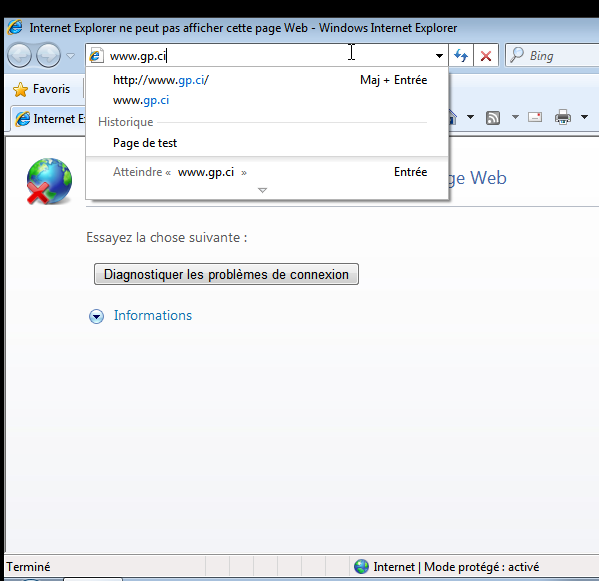 Internet Explorer ne peut pas afficher cette page Web - Windows Internet Explorer
www.gp.ci
Bing
http://www.gp.ci/ Maj + Entrée
www.gp.ci
Historique
Page de test
Atteindre « www.gp.ci » Entrée
Favoris
Internet E
ge Web
Essayez la chose suivante :
Diagnostiquer les problèmes de connexion
Informations
Terminé
Internet | Mode protégé : activé